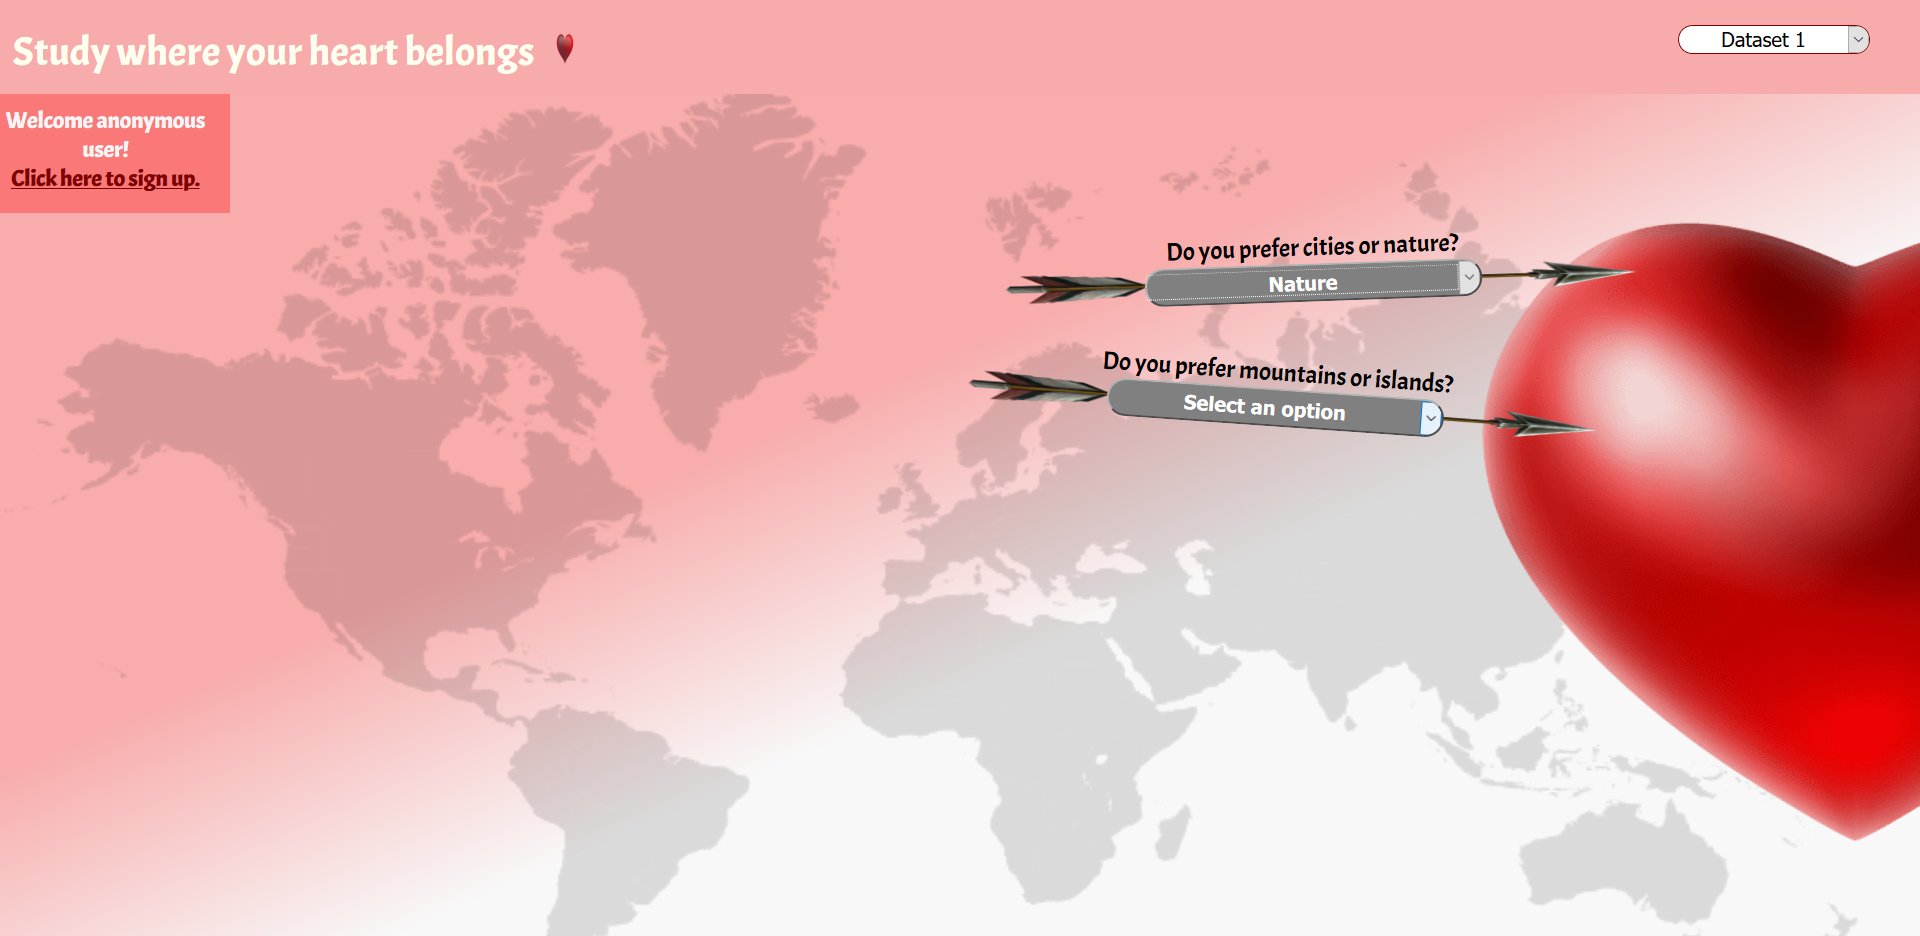 Study where your heart belongs
Dataset 1
Welcome anonymous
user!
Click here to sign up.
Do you prefer cities or nature?
Nature
Do you prefer mountains or islands?
Select an option